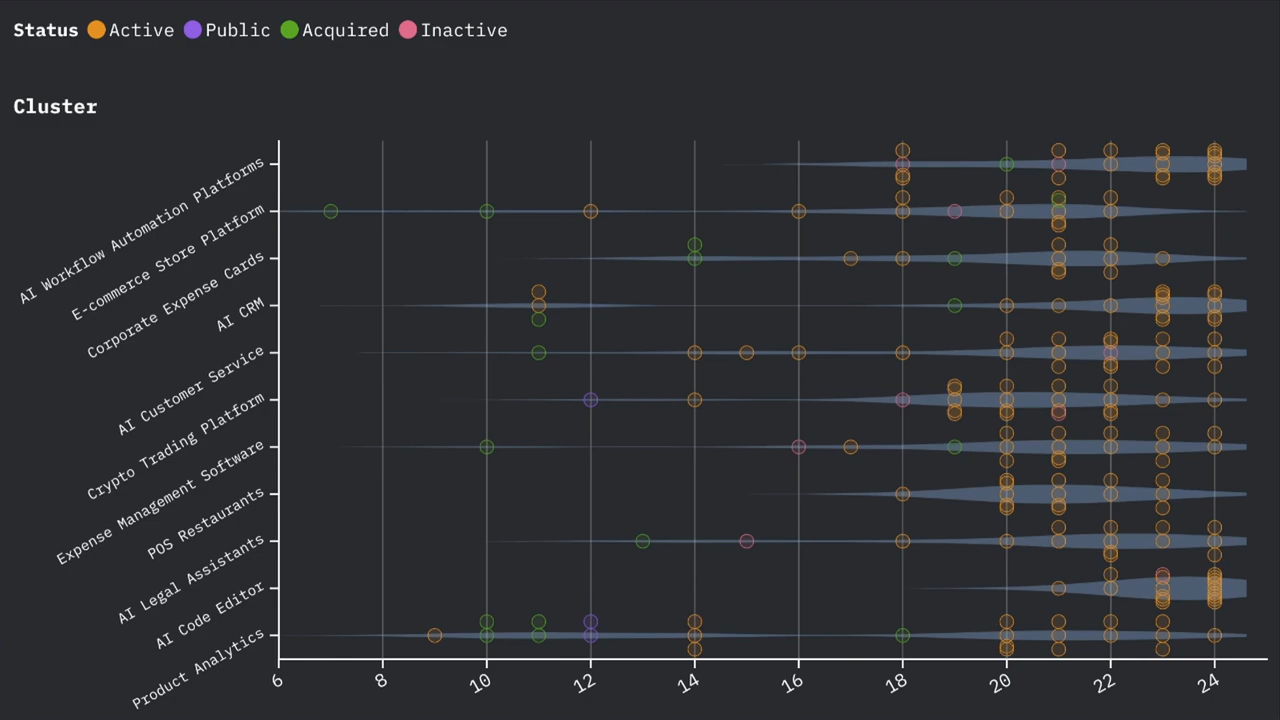 Status Active Public Acquired Inactive
Cluster
AI Workflow Automation Platforms
E-commerce Store Platform
Corporate Expense Cards
AI CRM
AI Customer Service
Crypto Trading Platform
Expense Management Software
POS Restaurants
AI Legal Assistants
AI Code Editor
Product Analytics
6 8 10 12 14 16 18 20 22 24